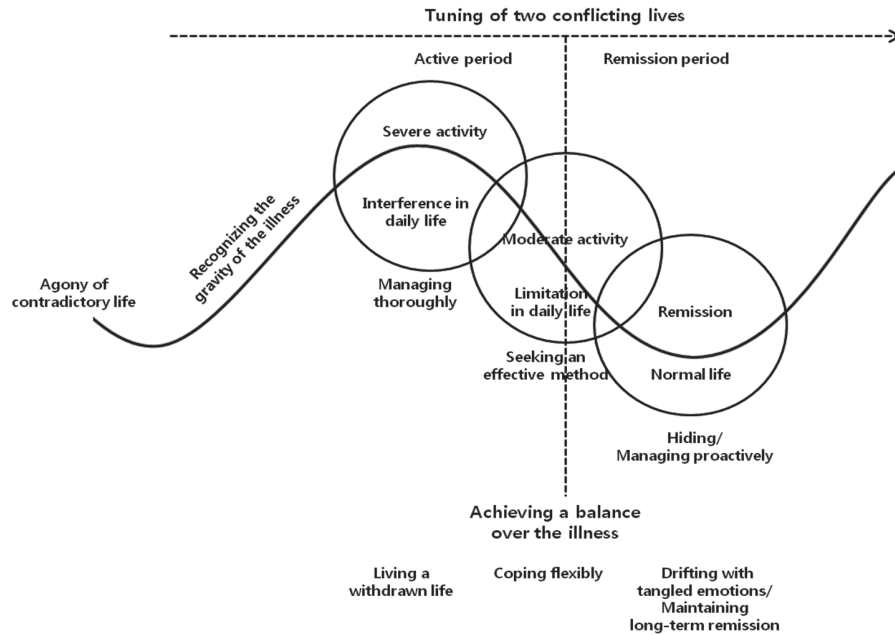 Tuning of two conflicting lives
Active period
Remission period
Severe activity
Interference in
daily life
Managing
thoroughly
Recognizing the
gravity of the illness
Agony of
contradictory life
Moderate activity
Limitation
in daily life
Seeking an
effective method
Remission
Normal life
Hiding/
Managing proactively
Achieving a balance
over the illness
Living a
withdrawn life
Coping flexibly
Drifting with
tangled emotions/
Maintaining
long-term remission